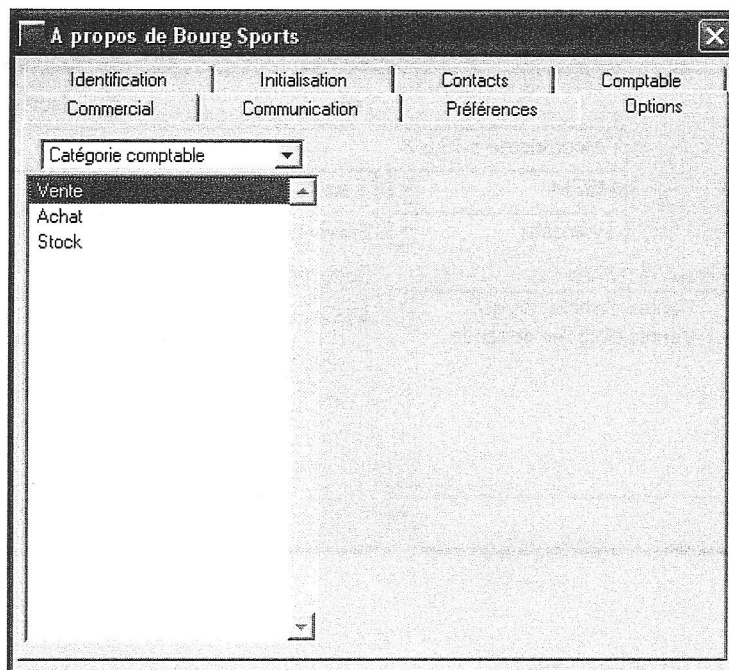 A propos de Bourg Sports
Identification Initialisation Contacts Comptable
Commercial Communication Préférences Options
Catégorie comptable
Vente
Achat
Stock